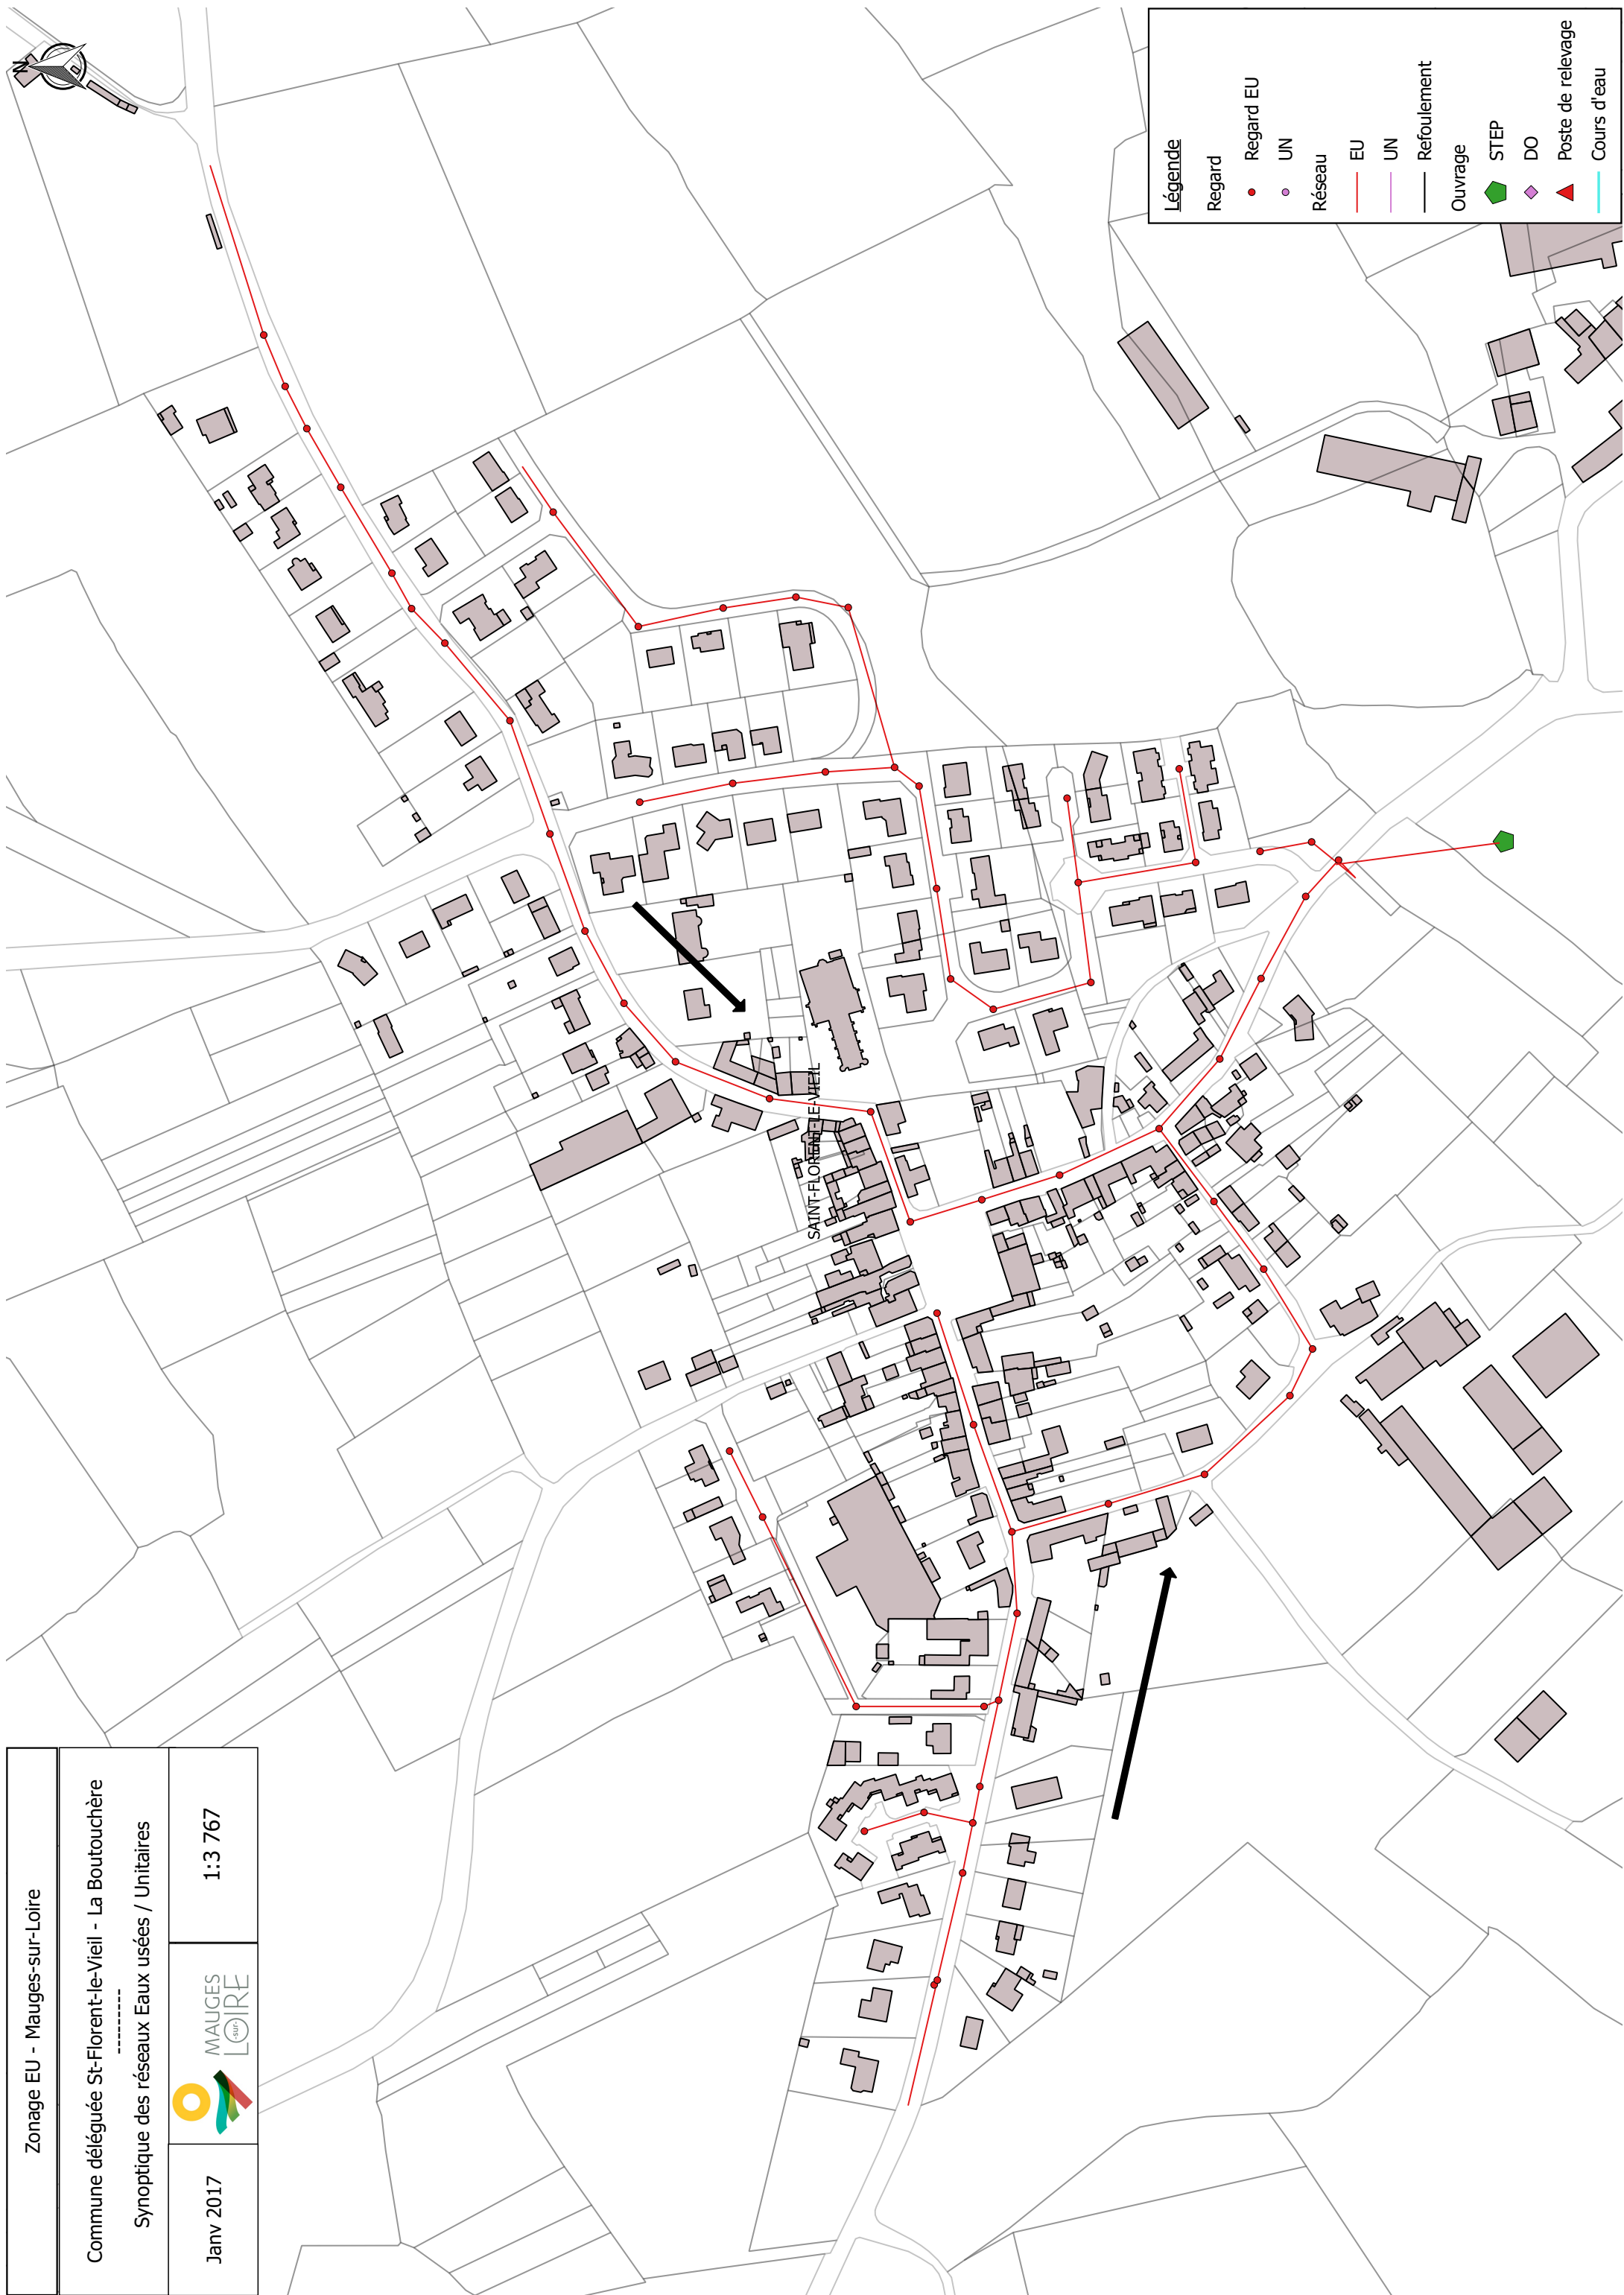 Zonage EU - Mauges-sur-Loire
Commune déléguée St-Florent-le-Vieil - La Boutouchère
----------
Synoptique des réseaux Eaux usées / Unitaires
Janv 2017
MAUGES
-sur-
LOIRE
1:3 767
SAINT-FLORENT-LE-VIEIL
N
Légende
Regard
Regard EU
UN
Réseau
EU
UN
Refoulement
Ouvrage
STEP
DO
Poste de relevage
Cours d'eau